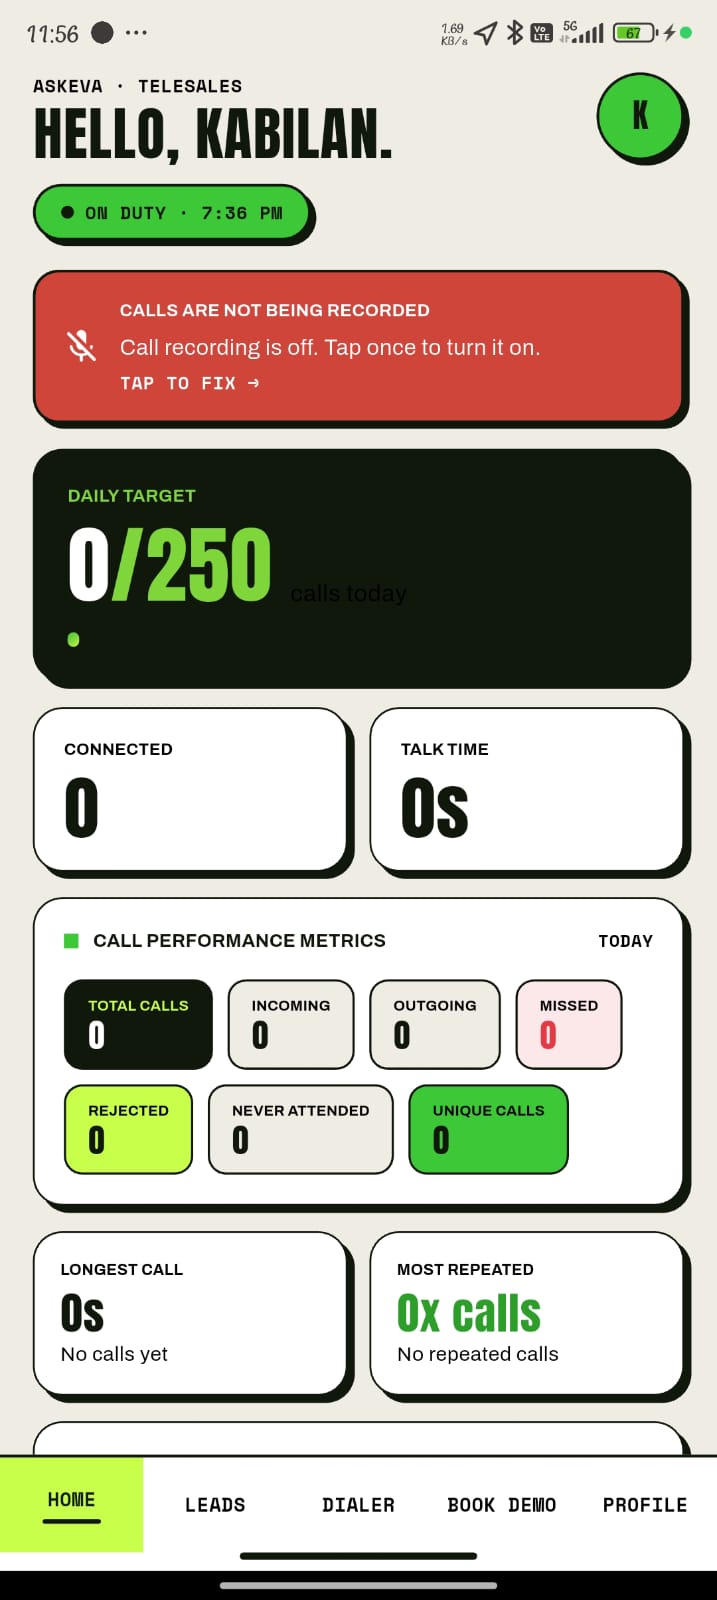 11:56
1.69
KB/s
Vo
LTE
5G
67
ASKEVA · TELESALES
HELLO, KABILAN.
K
ON DUTY · 7:36 PM
CALLS ARE NOT BEING RECORDED
Call recording is off. Tap once to turn it on.
TAP TO FIX →
DAILY TARGET
0/250 calls today
CONNECTED
0
TALK TIME
0s
CALL PERFORMANCE METRICS
TODAY
TOTAL CALLS
0
INCOMING
0
OUTGOING
0
MISSED
0
REJECTED
0
NEVER ATTENDED
0
UNIQUE CALLS
0
LONGEST CALL
0s
No calls yet
MOST REPEATED
0x calls
No repeated calls
HOME
LEADS
DIALER
BOOK DEMO
PROFILE